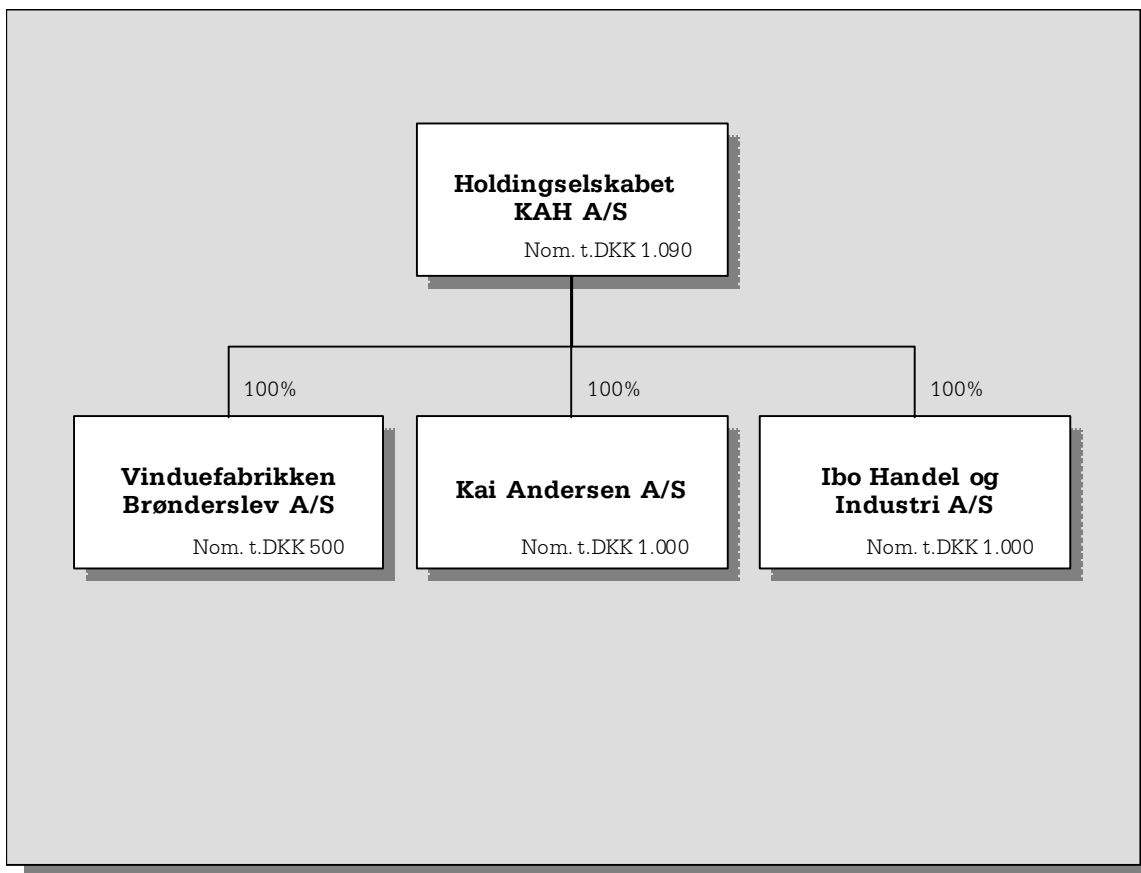 Holdingselskabet
KAH A/S
Nom. t.DKK 1.090
100%
100%
100%
Vinduefabrikken
Brønderslev A/S
Nom. t.DKK 500
Kai Andersen A/S
Nom. t.DKK 1.000
Ibo Handel og
Industri A/S
Nom. t.DKK 1.000